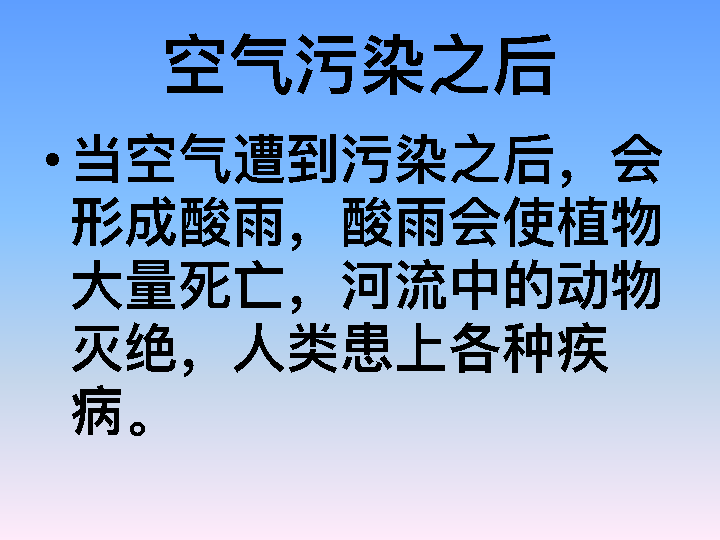 空气污染之后
•当空气遭到污染之后，会
形成酸雨，酸雨会使植物
大量死亡，河流中的动物
灭绝，人类患上各种疾
病。